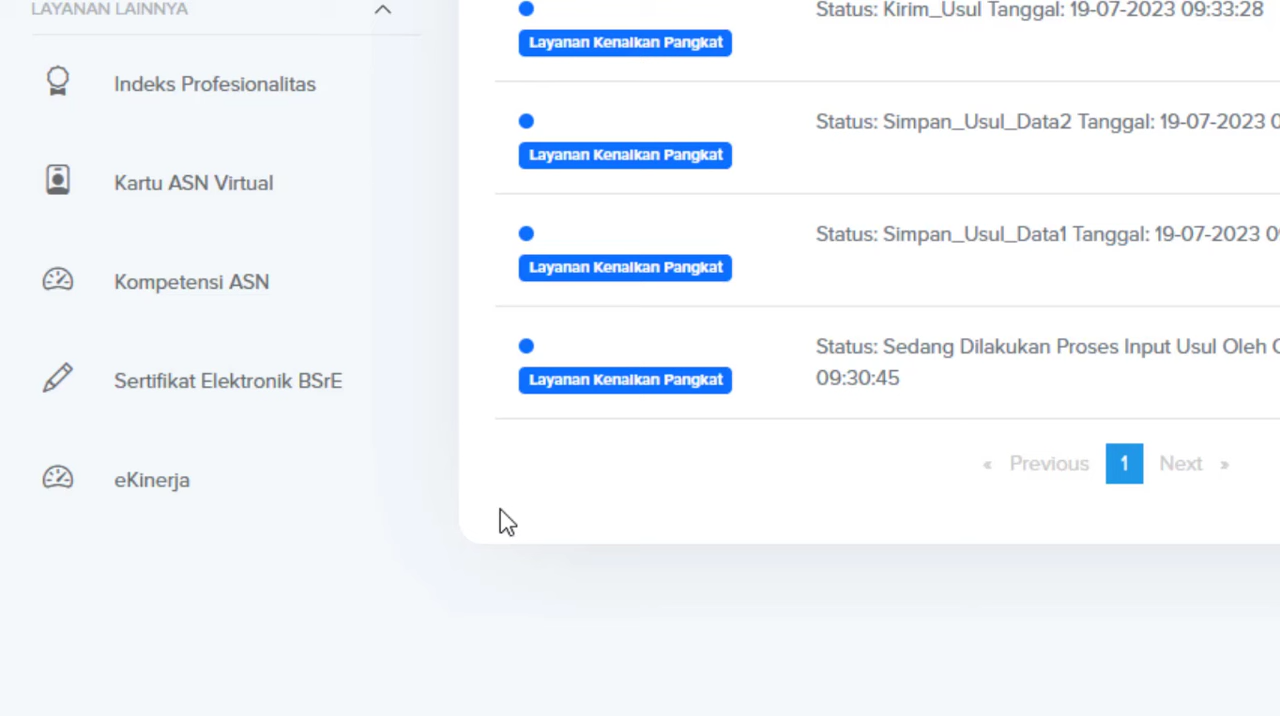 LAYANAN LAINNYA
Indeks Profesionalitas
Kartu ASN Virtual
Kompetensi ASN
Sertifikat Elektronik BSrE
eKinerja
Status: Kirim_Usul Tanggal: 19-07-2023 09:33:28
Layanan Kenaikan Pangkat
Status: Simpan_Usul_Data2 Tanggal: 19-07-2023 0
Layanan Kenaikan Pangkat
Status: Simpan_Usul_Data1 Tanggal: 19-07-2023 0
Layanan Kenaikan Pangkat
Status: Sedang Dilakukan Proses Input Usul Oleh
09:30:45
Layanan Kenaikan Pangkat
« Previous 1 Next »